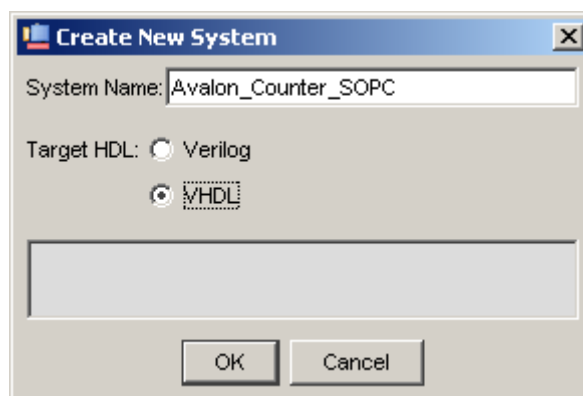 Create New System
System Name: Avalon_Counter_SOPC
Target HDL: Verilog
VHDL
OK Cancel